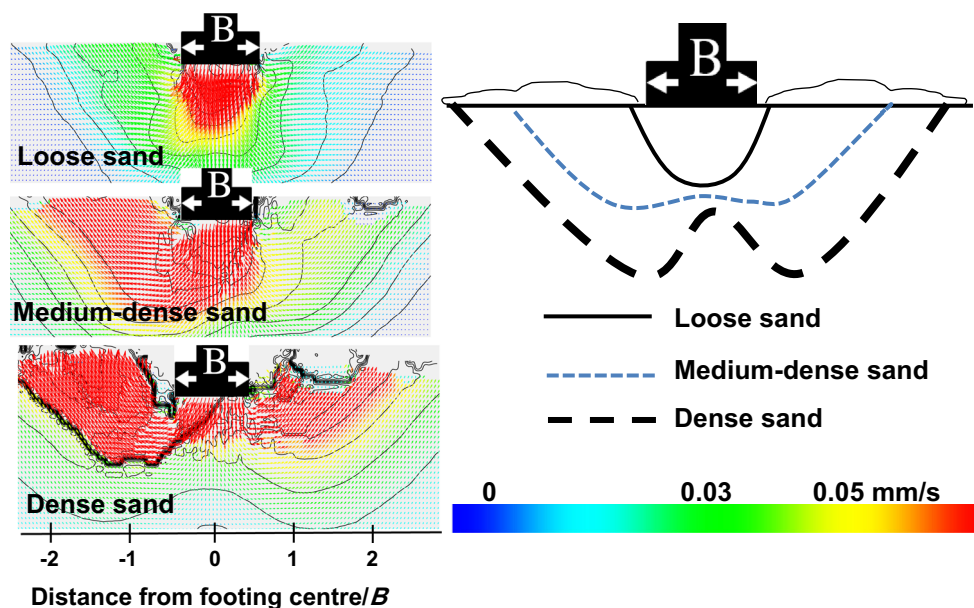 B
Loose sand
B
Medium-dense sand
B
Dense sand
-2 -1 0 1 2
Distance from footing centre/B
B
Loose sand
Medium-dense sand
Dense sand
0 0.03 0.05 mm/s